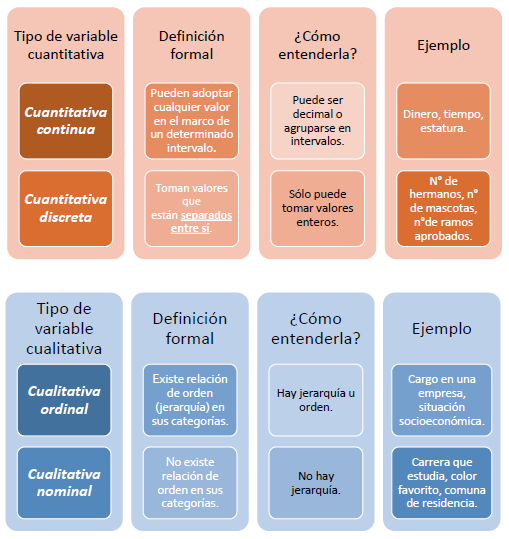 Tipo de variable
cuantitativa
Definición
formal
¿Cómo
entenderla?
Ejemplo
Cuantitativa
continua
Pueden adoptar
cualquier valor
en el marco de
un determinado
intervalo.
Puede ser
decimal o
agruparse en
intervalos.
Dinero, tiempo,
estatura.
Cuantitativa
discreta
Toman valores
que
están separados
entre sí.
Sólo puede
tomar valores
enteros.
N° de
hermanos, n°
de mascotas,
n°de ramos
aprobados.
Tipo de
variable
cualitativa
Definición
formal
¿Cómo
entenderla?
Ejemplo
Cualitativa
ordinal
Existe relación
de orden
(jerarquía) en
sus categorías.
Hay jerarquía u
orden.
Cargo en una
empresa,
situación
socioeconómica.
Cualitativa
nominal
No existe
relación de
orden en sus
categorías.
No hay
jerarquía.
Carrera que
estudia, color
favorito, comuna
de residencia.